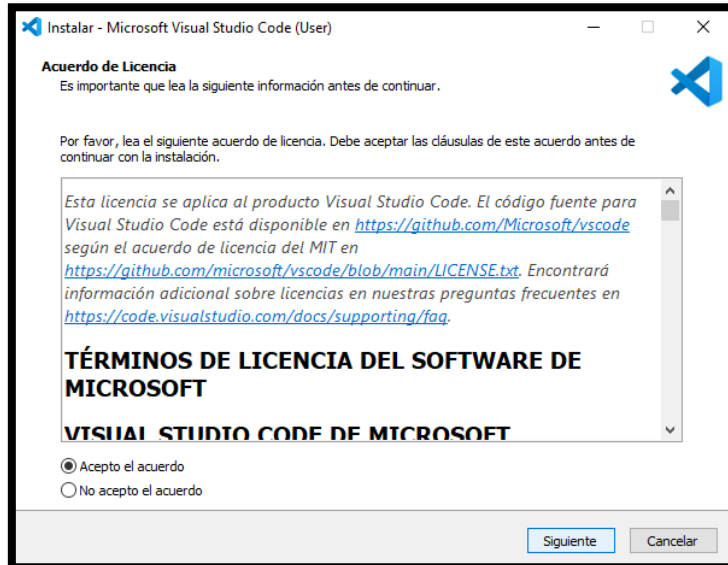 Instalar - Microsoft Visual Studio Code (User)
Acuerdo de Licencia
Es importante que lea la siguiente información antes de continuar.
Por favor, lea el siguiente acuerdo de licencia. Debe aceptar las cláusulas de este acuerdo antes de
continuar con la instalación.
Esta licencia se aplica al producto Visual Studio Code. El código fuente para
Visual Studio Code está disponible en https://github.com/Microsoft/vscode
según el acuerdo de licencia del MIT en
https://github.com/microsoft/vscode/blob/main/LICENSE.txt. Encontrará
información adicional sobre licencias en nuestras preguntas frecuentes en
https://code.visualstudio.com/docs/supporting/faq.
TÉRMINOS DE LICENCIA DEL SOFTWARE DE
MICROSOFT
VISUAL STUDIO CODE DE MICROSOFT
Acepto el acuerdo
No acepto el acuerdo
Siguiente Cancelar